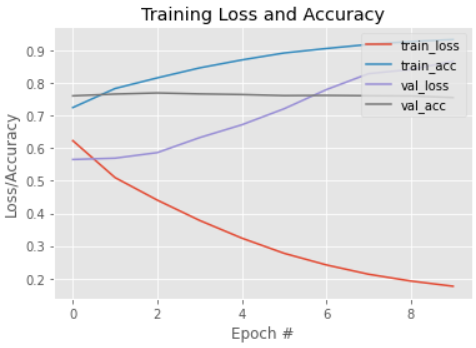 Training Loss and Accuracy
0.9
0.8
0.7
0.6
0.5
0.4
0.3
0.2
Loss/Accuracy
train_loss
train_acc
val_loss
val_acc
0 2 4 6 8
Epoch #